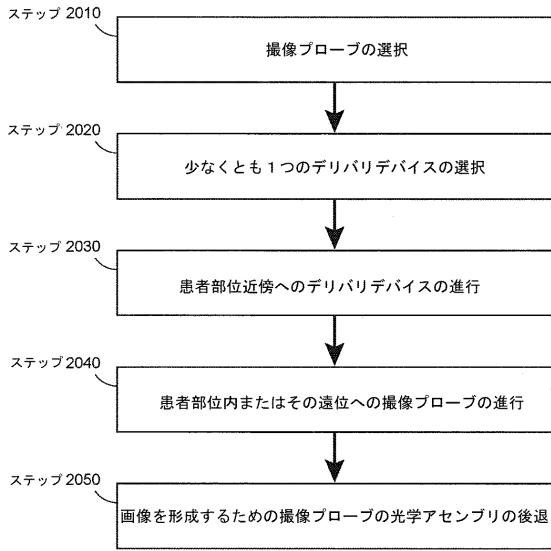 ステップ 2010
撮像プローブの選択
ステップ 2020
少なくとも1つのデリバリデバイスの選択
ステップ 2030
患者部位近傍へのデリバリデバイスの進行
ステップ 2040
患者部位内またはその遠位への撮像プローブの進行
ステップ 2050
画像を形成するための撮像プローブの光学アセンブリの後退